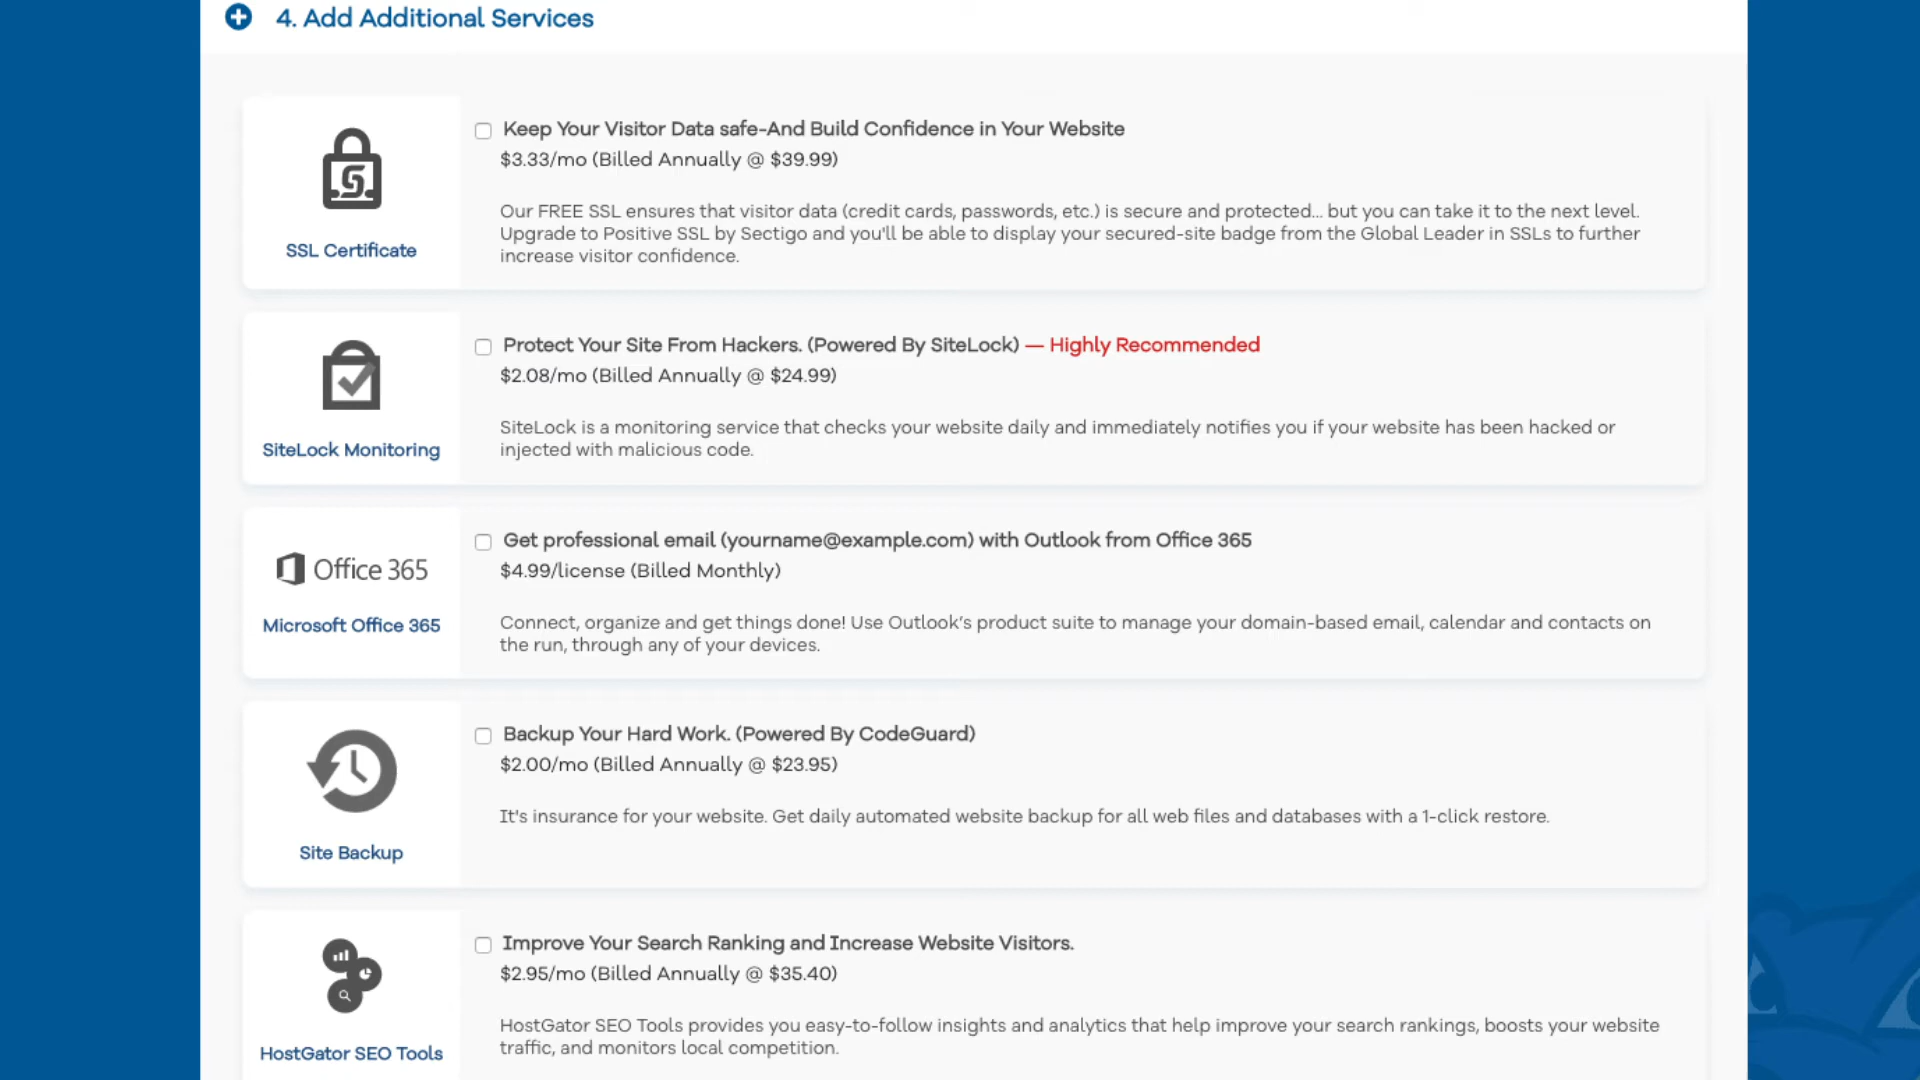 4. Add Additional Services
Keep Your Visitor Data safe-And Build Confidence in Your Website
$3.33/mo (Billed Annually @ $39.99)
Our FREE SSL ensures that visitor data (credit cards, passwords, etc.) is secure and protected... but you can take it to the next level.
Upgrade to Positive SSL by Sectigo and you'll be able to display your secured-site badge from the Global Leader in SSLs to further
increase visitor confidence.
SSL Certificate
Protect Your Site From Hackers. (Powered By SiteLock) — Highly Recommended
$2.08/mo (Billed Annually @ $24.99)
SiteLock is a monitoring service that checks your website daily and immediately notifies you if your website has been hacked or
injected with malicious code.
SiteLock Monitoring
Get professional email (yourname@example.com) with Outlook from Office 365
$4.99/license (Billed Monthly)
Office 365
Connect, organize and get things done! Use Outlook's product suite to manage your domain-based email, calendar and contacts on
the run, through any of your devices.
Microsoft Office 365
Backup Your Hard Work. (Powered By CodeGuard)
$2.00/mo (Billed Annually @ $23.95)
It's insurance for your website. Get daily automated website backup for all web files and databases with a 1-click restore.
Site Backup
Improve Your Search Ranking and Increase Website Visitors.
$2.95/mo (Billed Annually @ $35.40)
HostGator SEO Tools provides you easy-to-follow insights and analytics that help improve your search rankings, boosts your website
traffic, and monitors local competition.
HostGator SEO Tools